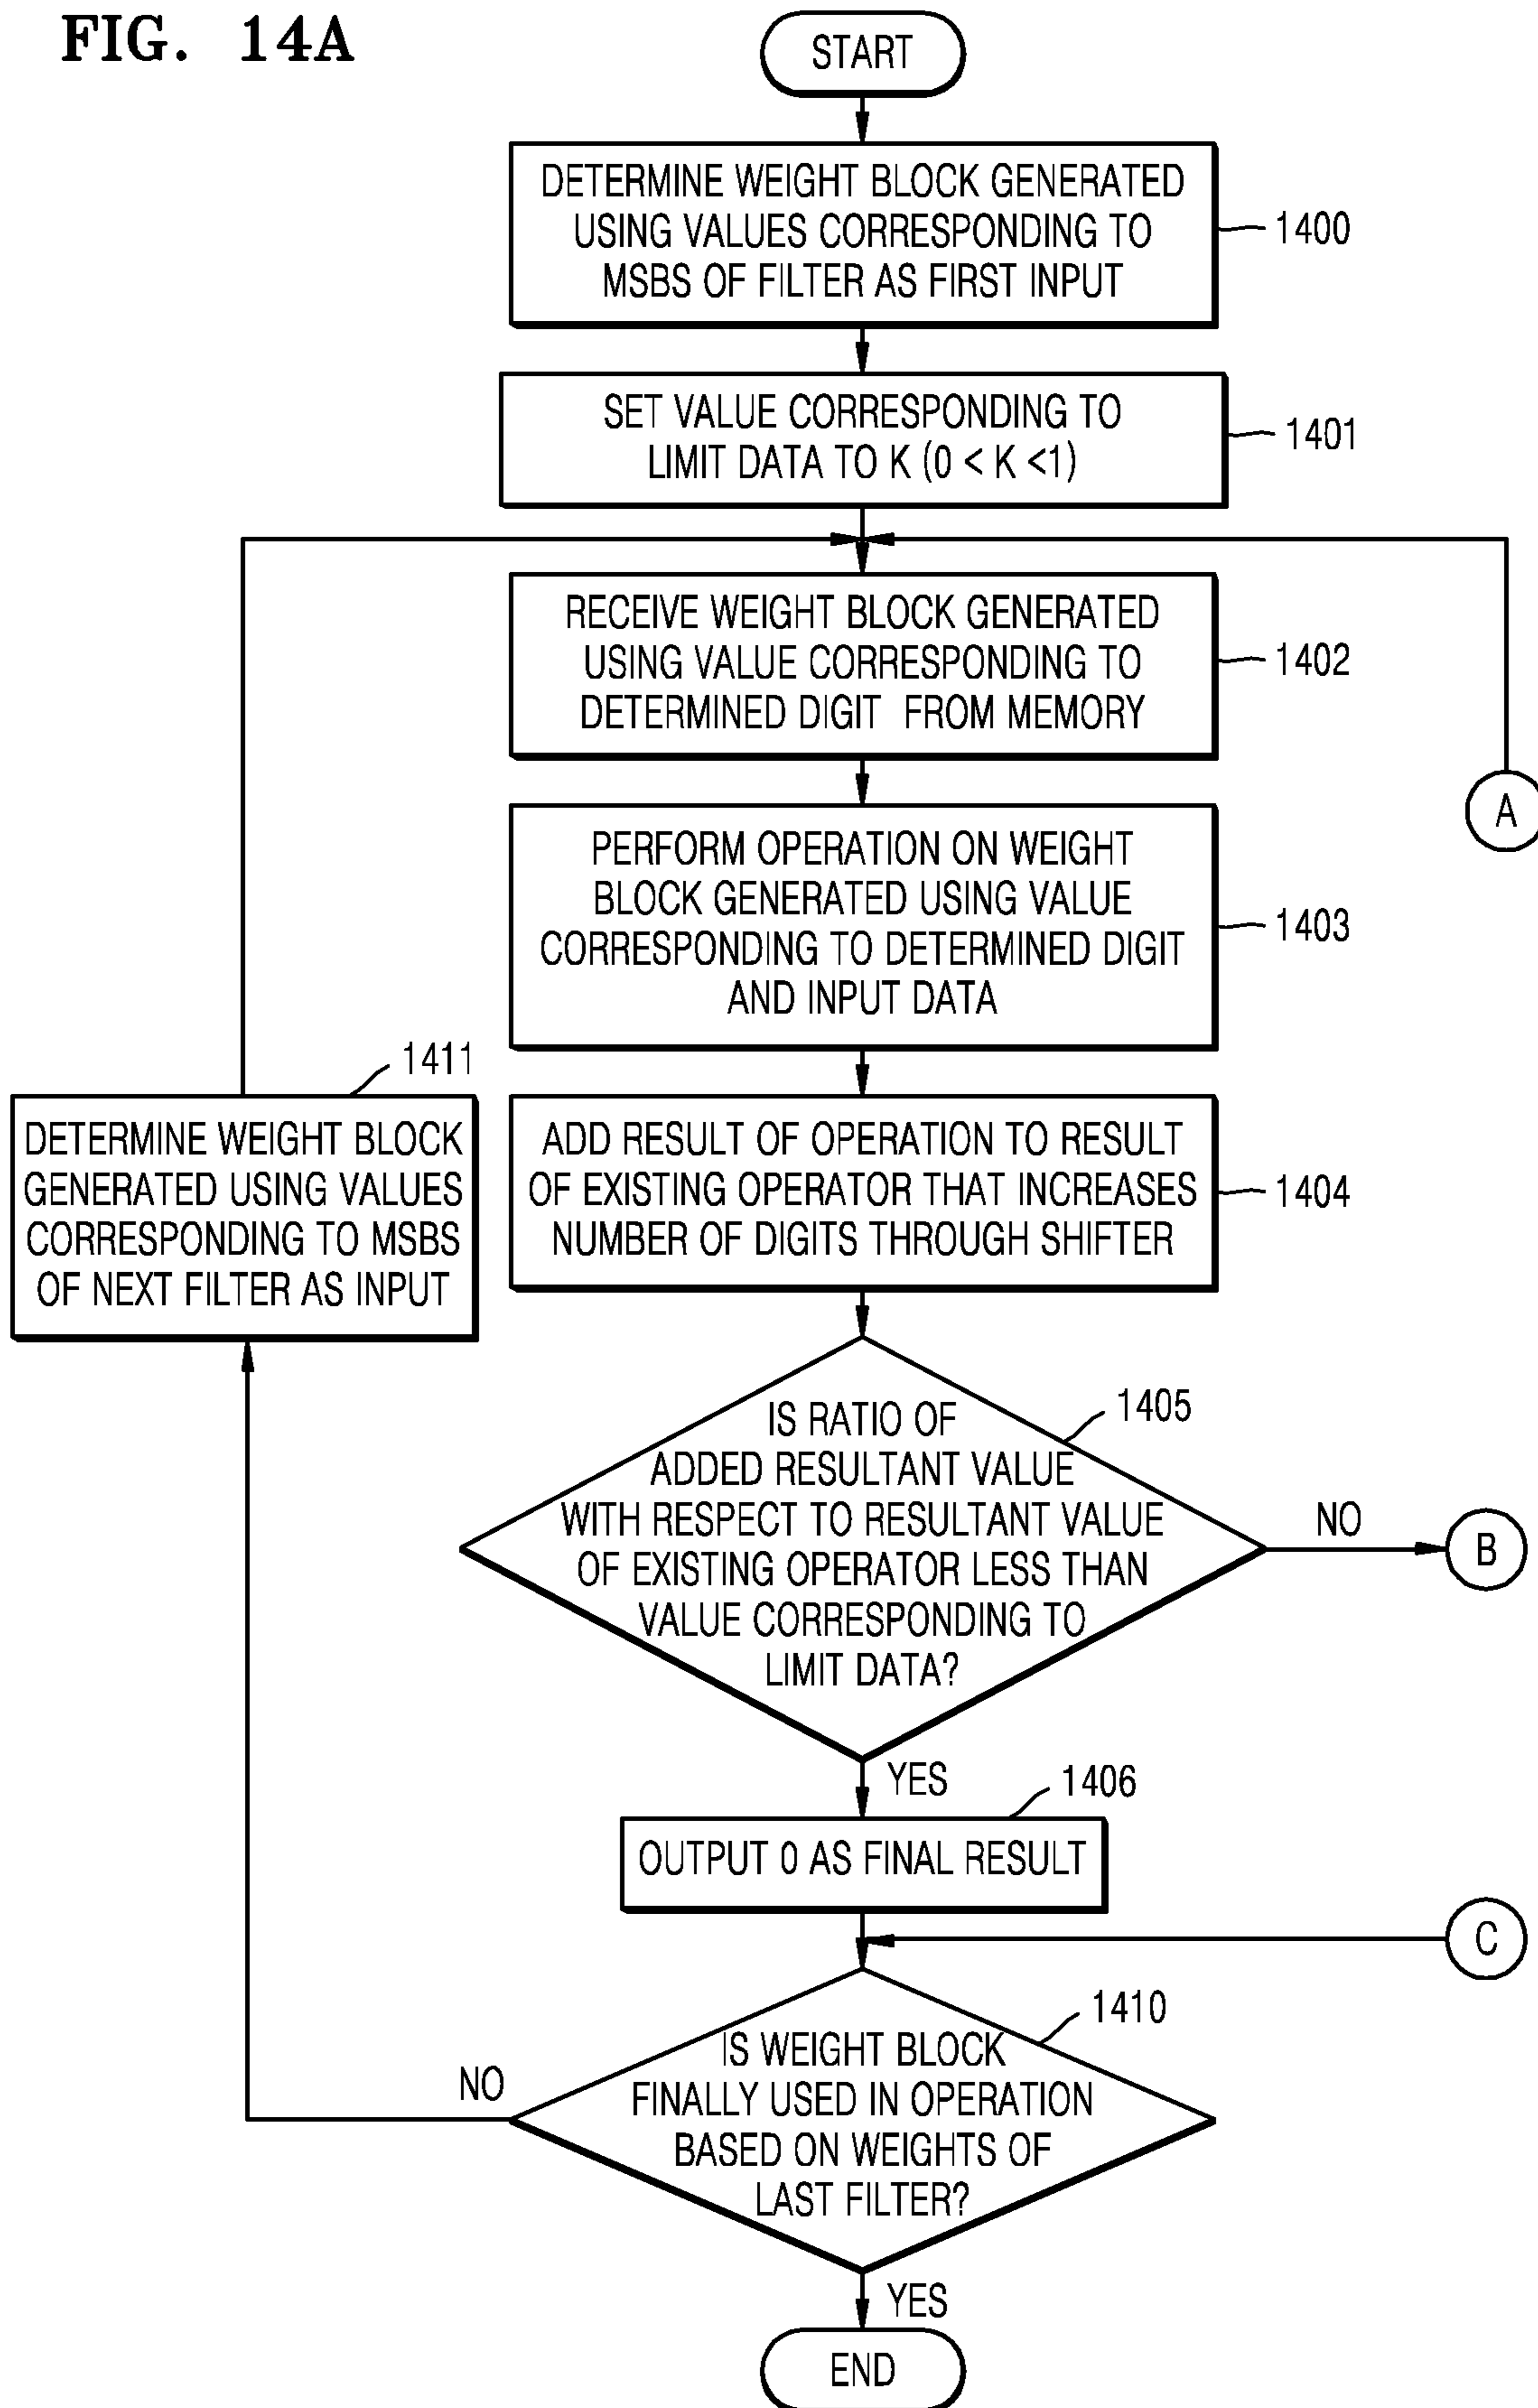 FIG. 14A
START
DETERMINE WEIGHT BLOCK GENERATED
USING VALUES CORRESPONDING TO
MSBS OF FILTER AS FIRST INPUT
1400
SET VALUE CORRESPONDING TO
LIMIT DATA TO K (0 < K <1)
1401
RECEIVE WEIGHT BLOCK GENERATED
USING VALUE CORRESPONDING TO
DETERMINED DIGIT FROM MEMORY
1402
A
PERFORM OPERATION ON WEIGHT
BLOCK GENERATED USING VALUE
CORRESPONDING TO DETERMINED DIGIT
AND INPUT DATA
1403
1411
DETERMINE WEIGHT BLOCK
GENERATED USING VALUES
CORRESPONDING TO MSBS
OF NEXT FILTER AS INPUT
ADD RESULT OF OPERATION TO RESULT
OF EXISTING OPERATOR THAT INCREASES
NUMBER OF DIGITS THROUGH SHIFTER
1404
1405
IS RATIO OF
ADDED RESULTANT VALUE
WITH RESPECT TO RESULTANT VALUE
OF EXISTING OPERATOR LESS THAN
VALUE CORRESPONDING TO
LIMIT DATA?
NO
B
YES
1406
OUTPUT 0 AS FINAL RESULT
C
1410
IS WEIGHT BLOCK
FINALLY USED IN OPERATION
BASED ON WEIGHTS OF
LAST FILTER?
NO
YES
END